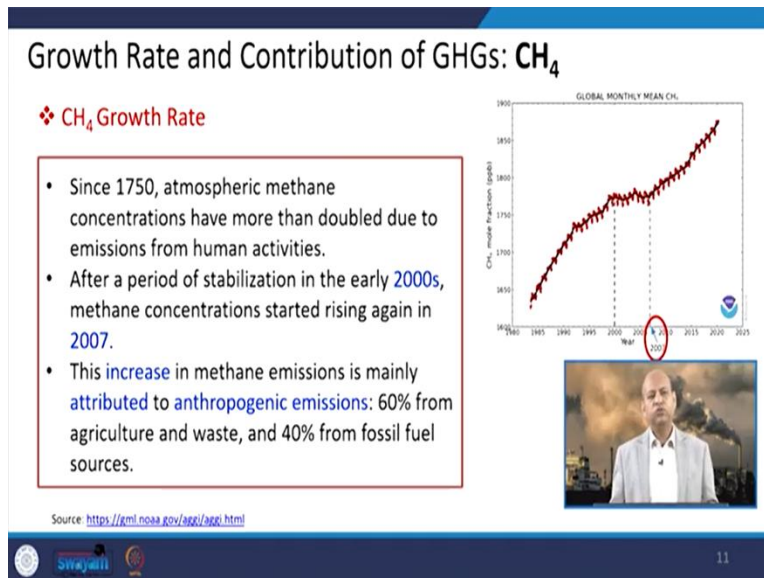 Growth Rate and Contribution of GHGs: CH4
❖ CH4 Growth Rate
• Since 1750, atmospheric methane
concentrations have more than doubled due to
emissions from human activities.
• After a period of stabilization in the early 2000s,
methane concentrations started rising again in
2007.
• This increase in methane emissions is mainly
attributed to anthropogenic emissions: 60% from
agriculture and waste, and 40% from fossil fuel
sources.
Source: https://gml.noaa.gov/aggi/aggi.html
GLOBAL MONTHLY MEAN CH4
CH4 mole fraction (ppb)
1900
1850
1800
1750
1700
1650
1600
1980 1985 1990 1995 2000 2010 2015 2020 2025
Year
swayam
11